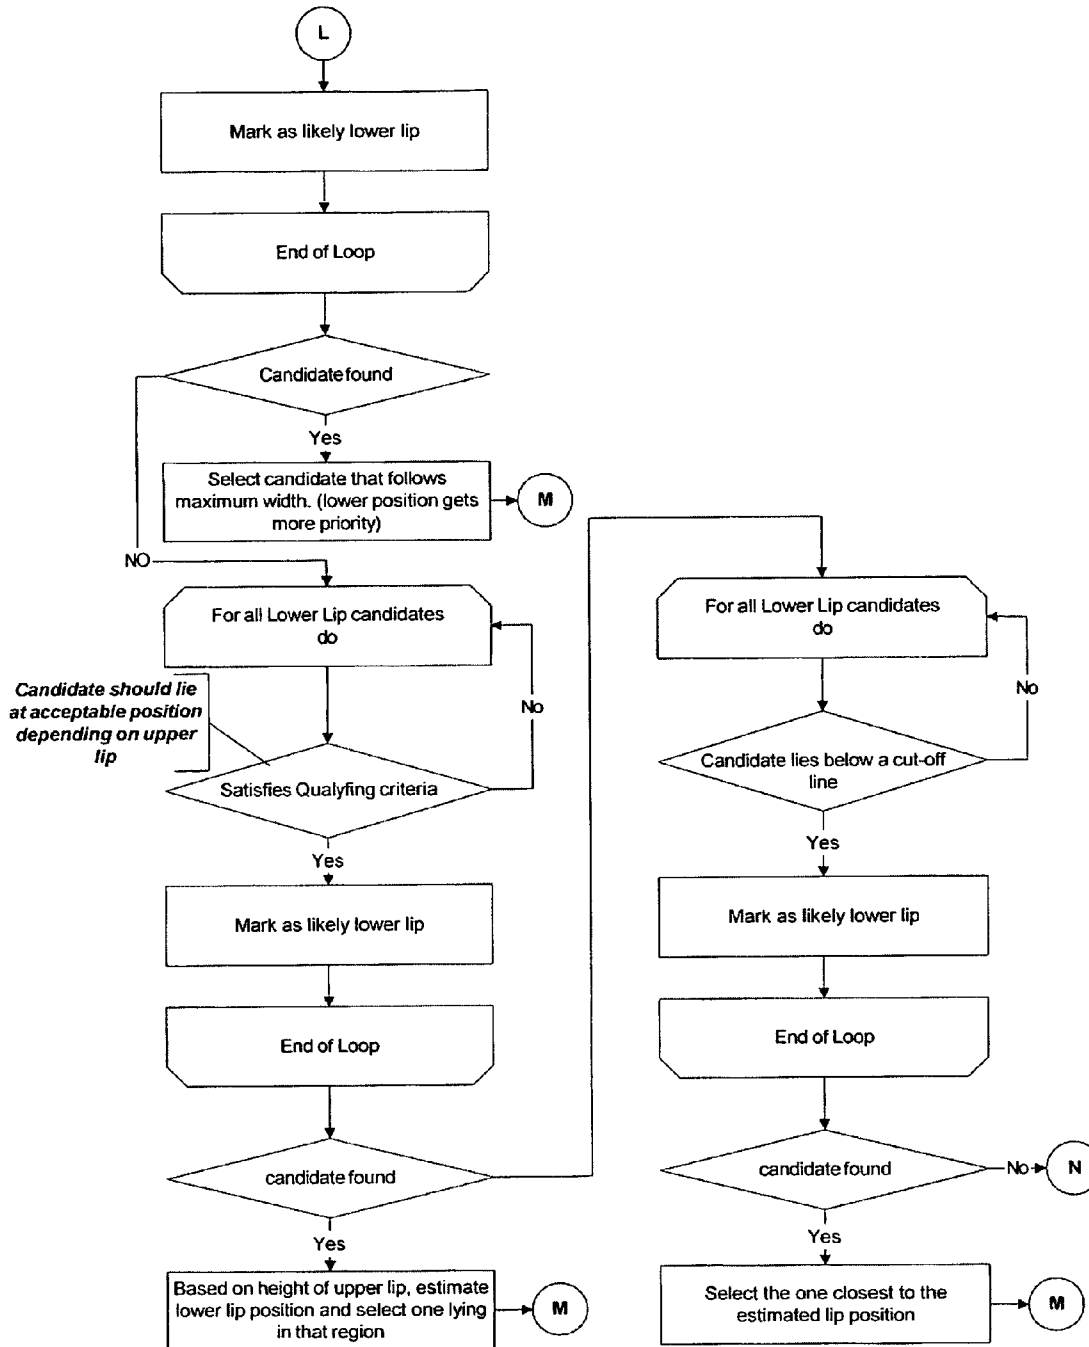 L
Mark as likely lower lip
End of Loop
Candidate found
Yes
Select candidate that follows
maximum width. (lower position gets
more priority)
M
NO
For all Lower Lip candidates
do
No
Candidate should lie
at acceptable position
depending on upper
lip
Satisfies Qualyfing criteria
Yes
Mark as likely lower lip
End of Loop
candidate found
Yes
Based on height of upper lip, estimate
lower lip position and select one lying
in that region
M
For all Lower Lip candidates
do
No
Candidate lies below a cut-off
line
Yes
Mark as likely lower lip
End of Loop
candidate found
No
N
Yes
Select the one closest to the
estimated lip position
M